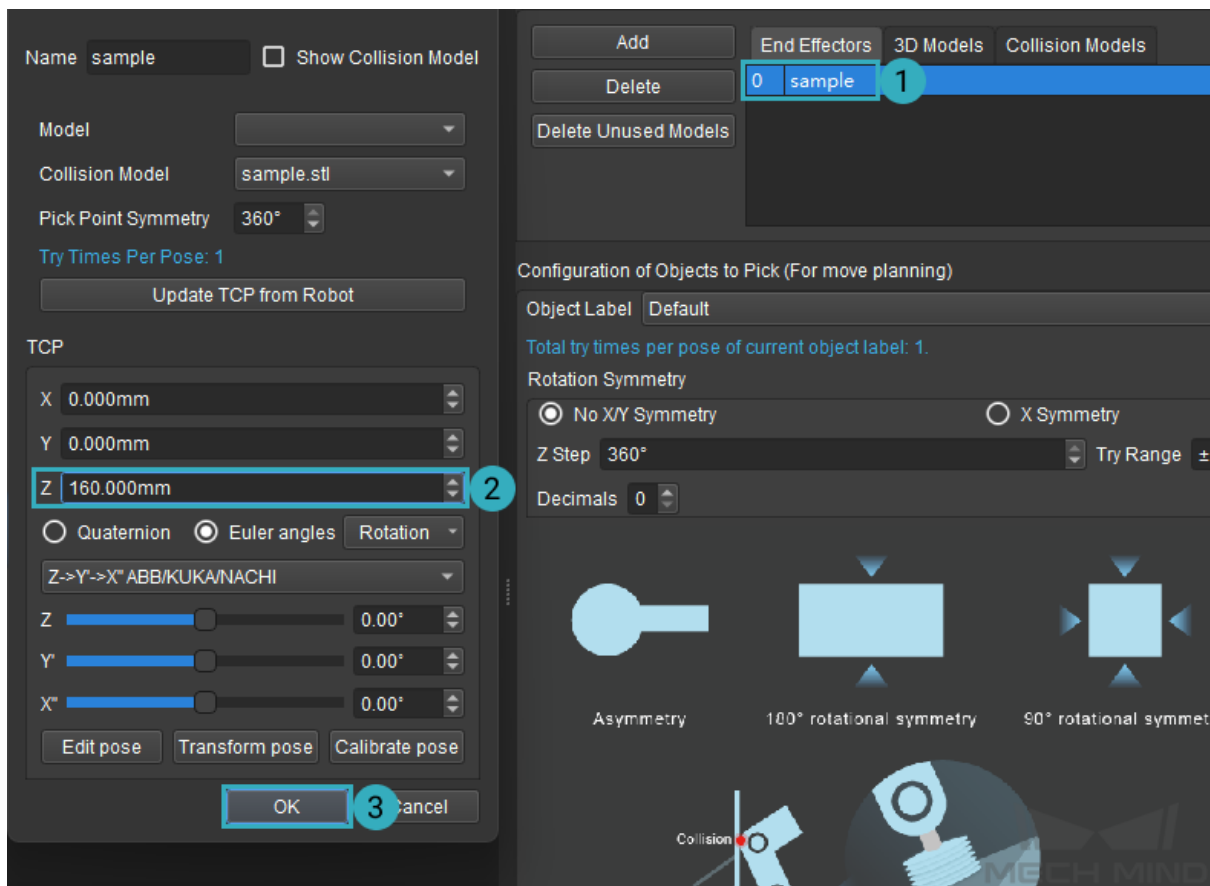 Name sample Show Collision Model
Model
Collision Model sample.stl
Pick Point Symmetry 360°
Try Times Per Pose: 1
Update TCP from Robot
TCP
X 0.000mm
Y 0.000mm
Z 160.000mm
2
Quaternion Euler angles Rotation
Z->Y'->X'' ABB/KUKA/NACHI
Z 0.00°
Y' 0.00°
X'' 0.00°
Edit pose Transform pose Calibrate pose
OK 3 ancel
Add
Delete
Delete Unused Models
End Effectors 3D Models Collision Models
0 sample 1
Configuration of Objects to Pick (For move planning)
Object Label Default
Total try times per pose of current object label: 1.
Rotation Symmetry
No X/Y Symmetry X Symmetry
Z Step 360° Try Range ±
Decimals 0
Asymmetry 180° rotational symmetry 90° rotational symmet
Collision
MECH MIND